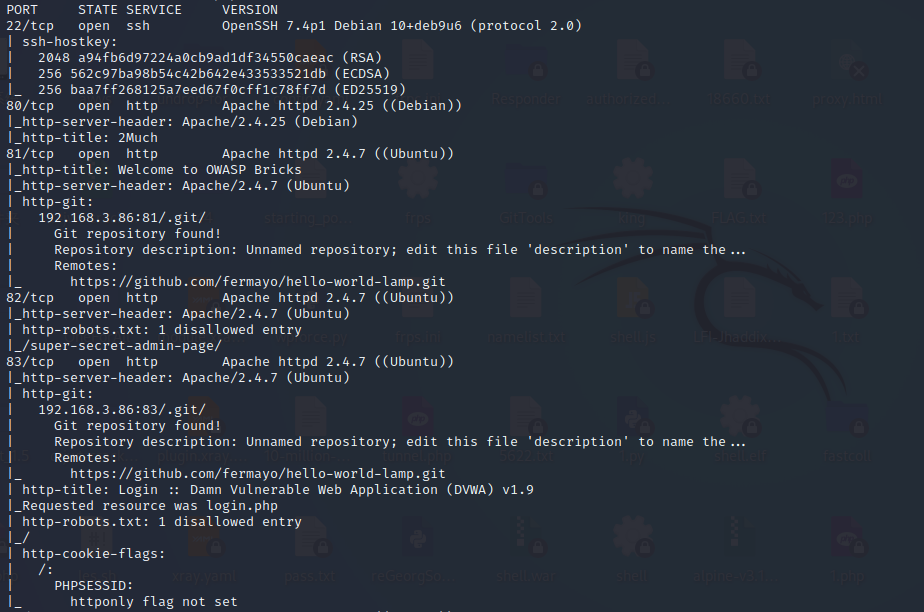 PORT   STATE SERVICE   VERSION
22/tcp   open  ssh       OpenSSH 7.4p1 Debian 10+deb9u6 (protocol 2.0)
| ssh-hostkey:
|   2048 a94fb6d97224a0cb9ad1df34550caeac (RSA)
|   256 562c97ba98b54c42b642e433533521db (ECDSA)
|_  256 baa7ff268125a7eed67f0cff1c78ff7d (ED25519)
80/tcp   open  http      Apache httpd 2.4.25 ((Debian))
|_http-server-header: Apache/2.4.25 (Debian)
|_http-title: 2Much
81/tcp   open  http      Apache httpd 2.4.7 ((Ubuntu))
|_http-title: Welcome to OWASP Bricks
|_http-server-header: Apache/2.4.7 (Ubuntu)
| http-git:
|   192.168.3.86:81/.git/
|     Git repository found!
|     Repository description: Unnamed repository; edit this file 'description' to name the...
|     Remotes:
|_      https://github.com/fermayo/hello-world-lamp.git
82/tcp   open  http      Apache httpd 2.4.7 ((Ubuntu))
|_http-server-header: Apache/2.4.7 (Ubuntu)
| http-robots.txt: 1 disallowed entry
|_/super-secret-admin-page/
83/tcp   open  http      Apache httpd 2.4.7 ((Ubuntu))
|_http-server-header: Apache/2.4.7 (Ubuntu)
| http-git:
|   192.168.3.86:83/.git/
|     Git repository found!
|     Repository description: Unnamed repository; edit this file 'description' to name the...
|     Remotes:
|_      https://github.com/fermayo/hello-world-lamp.git
| http-title: Login :: Damn Vulnerable Web Application (DVWA) v1.9
|_Requested resource was login.php
| http-robots.txt: 1 disallowed entry
|_/
| http-cookie-flags:
|   /:
|     PHPSESSID:
|_      httponly flag not set